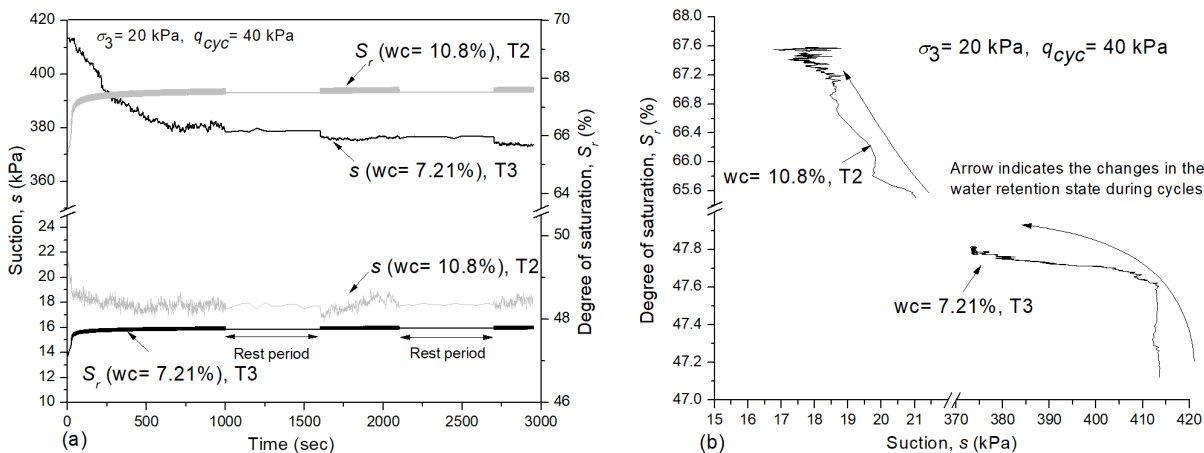 σ3= 20 kPa, qcyc= 40 kPa
Sr (wc= 10.8%), T2
s (wc= 7.21%), T3
s (wc= 10.8%), T2
Rest period
Rest period
Sr (wc= 7.21%), T3
420
400
380
360
24
22
20
18
16
14
12
10
Suction, s (kPa)
70
68
66
64
50
48
46
Degree of saturation, Sr (%)
0
500
1000
1500
2000
2500
3000
(a)
Time (sec)
σ3= 20 kPa, qcyc= 40 kPa
wc= 10.8%, T2
Arrow indicates the changes in the
water retention state during cycles
wc= 7.21%, T3
68.0
67.6
67.2
66.8
66.4
66.0
65.6
47.8
47.6
47.4
47.2
47.0
Degree of saturation, Sr (%)
15
16
17
18
19
20
21
22
370
380
390
400
410
420
(b)
Suction, s (kPa)